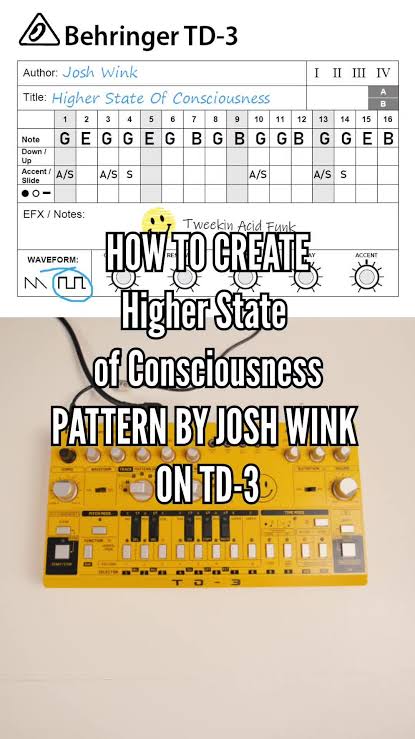 Behringer TD-3
Author: Josh Wink
I II III IV
Title: Higher State Of Consciousness
A
B
1 2 3 4 5 6 7 8 9 10 11 12 13 14 15 16
Note G E G G E G B G B G G B G G E B
Down /
Up
Accent /
Slide A/S A/S S A/S A/S S
EFX / Notes:
Tweekin Acid Funk
WAVEFORM:
ACCENT
HOW TO CREATE
Higher State
of Consciousness
PATTERN BY JOSH WINK
ON TD-3
TD-3